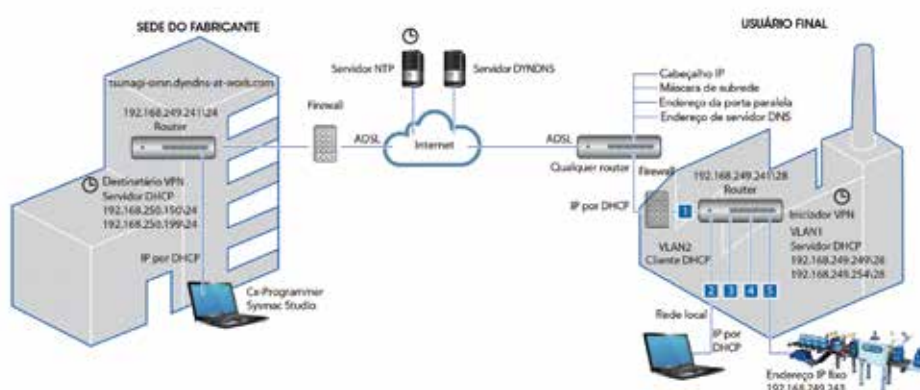 SEDE DO FABRICANTE
USUÁRIO FINAL
tsunagi-omn.dyndns-at-work.com
192.168.249.241\24
Router
Firewall
ADSL
Servidor NTP
Servidor DYNDNS
Internet
ADSL
Qualquer router
Cabeçalho IP
Máscara de subrede
Endereço da porta paralela
Endereço de servidor DNS
Destinatário VPN
Servidor DHCP
192.168.250.150\24
192.168.250.199\24
IP por DHCP
Cx-Programmer
Sysmac Studio
IP por DHCP
Firewall
1
VLAN2
Cliente DHCP
192.168.249.241\28
Router
Iniciador VPN
VLAN1
Servidor DHCP
192.168.249.249\28
192.168.249.254\28
2 3 4 5
Rede local
IP por
DHCP
Endereço IP fixo
192.168.249.243